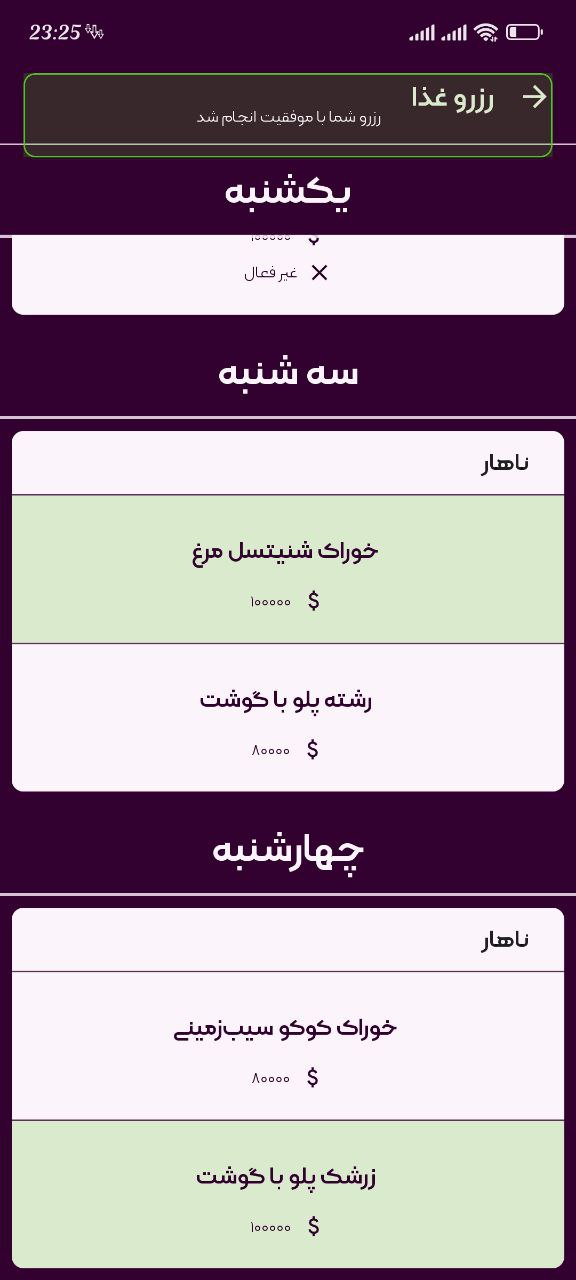 23:25
رزرو غذا
رزرو شما با موفقیت انجام شد
یکشنبه
۱۰۰۰۰۰ $
غیر فعال
سه شنبه
ناهار
خوراک شنیتسل مرغ
۱۰۰۰۰۰ $
رشته پلو با گوشت
۸۰۰۰۰ $
چهارشنبه
ناهار
خوراک کوکو سیب‌زمینی
۸۰۰۰۰ $
زرشک پلو با گوشت
۱۰۰۰۰۰ $